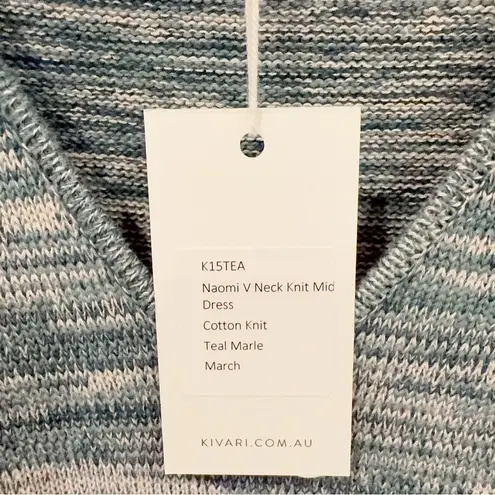 K15TEA
Naomi V Neck Knit Mid
Dress
Cotton Knit
Teal Marle
March
KIVARI.COM.AU